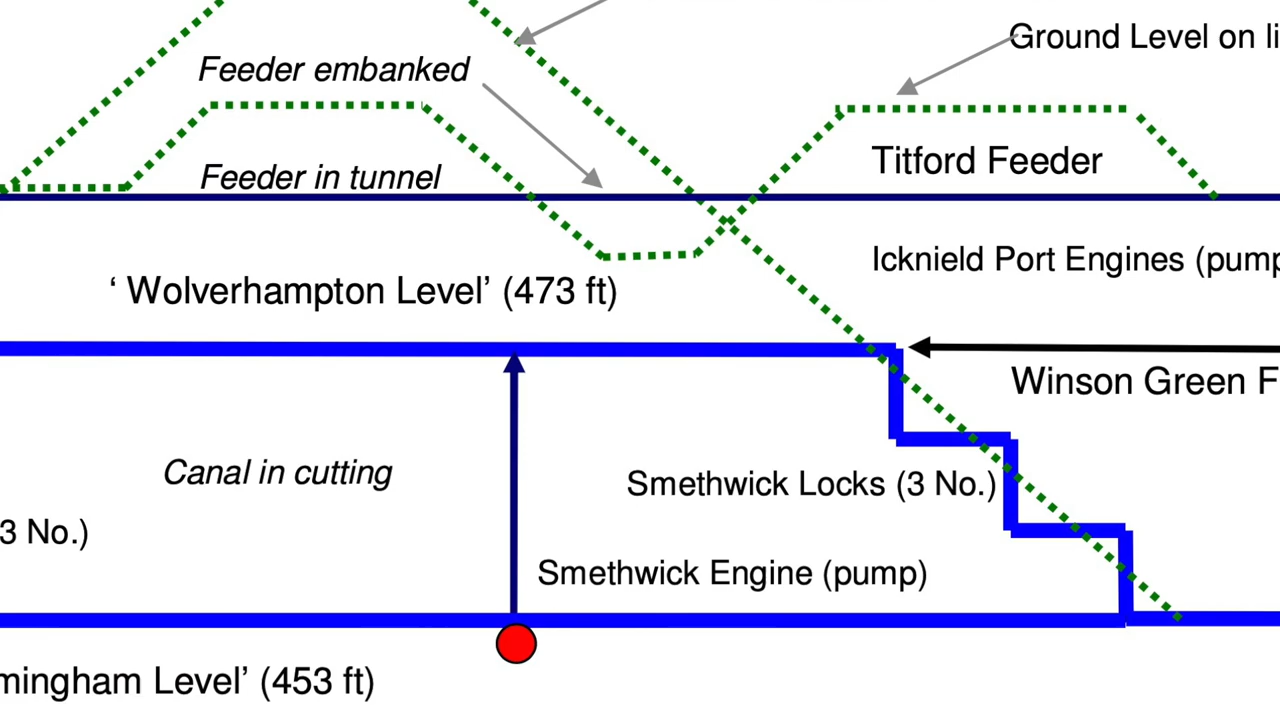 Ground Level on li
Feeder embanked
Titford Feeder
Feeder in tunnel
Icknield Port Engines (pump
‘ Wolverhampton Level’ (473 ft)
Winson Green F
Canal in cutting
Smethwick Locks (3 No.)
3 No.)
Smethwick Engine (pump)
mingham Level’ (453 ft)